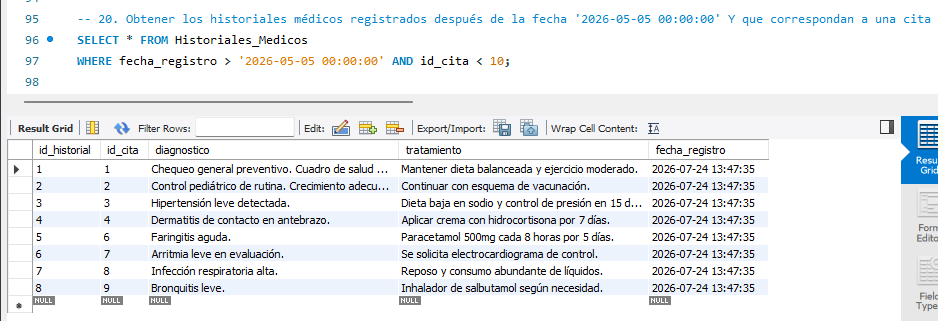 95 -- 20. Obtener los historiales médicos registrados después de la fecha '2026-05-05 00:00:00' Y que correspondan a una cita
96 SELECT * FROM Historiales_Medicos
97 WHERE fecha_registro > '2026-05-05 00:00:00' AND id_cita < 10;
98
Result Grid Filter Rows: Edit: Export/Import: Wrap Cell Content:
id_historial id_cita diagnostico tratamiento fecha_registro
1 1 Chequeo general preventivo. Cuadro de salud ... Mantener dieta balanceada y ejercicio moderado. 2026-07-24 13:47:35
2 2 Control pediátrico de rutina. Crecimiento adecu... Continuar con esquema de vacunación. 2026-07-24 13:47:35
3 3 Hipertensión leve detectada. Dieta baja en sodio y control de presión en 15 d... 2026-07-24 13:47:35
4 4 Dermatitis de contacto en antebrazo. Aplicar crema con hidrocortisona por 7 días. 2026-07-24 13:47:35
5 6 Faringitis aguda. Paracetamol 500mg cada 8 horas por 5 días. 2026-07-24 13:47:35
6 7 Arritmia leve en evaluación. Se solicita electrocardiograma de control. 2026-07-24 13:47:35
7 8 Infección respiratoria alta. Reposo y consumo abundante de líquidos. 2026-07-24 13:47:35
8 9 Bronquitis leve. Inhalador de salbutamol según necesidad. 2026-07-24 13:47:35
NULL NULL NULL NULL NULL
Resu
Grid
Form
Edito
Field
Type